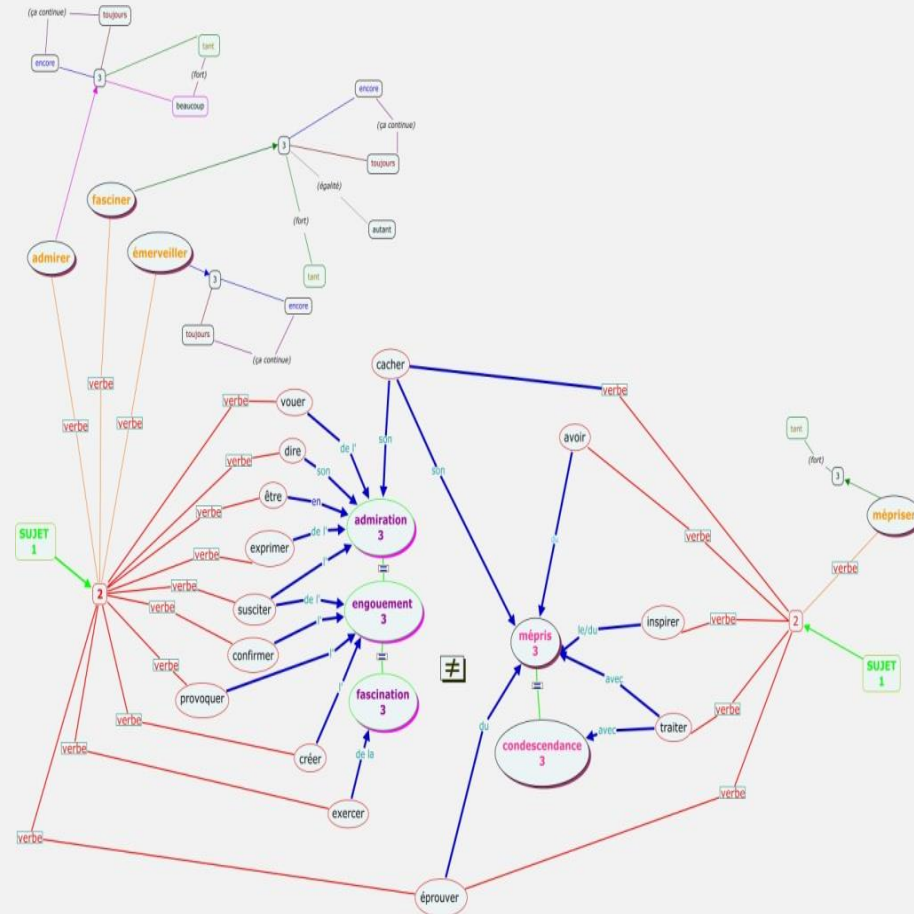 (ça continue)
toujours
tant
encore
3
(fort)
beaucoup
encore
(ça continue)
3
toujours
(égalité)
fasciner
(fort)
autant
admirer
émerveiller
tant
3
encore
toujours
(ça continue)
cacher
verbe
verbe
verbe
verbe
verbe
vouer
avoir
tant
son
de l'
son
(fort)
3
verbe
dire
son
verbe
être
en
admiration
3
mépriser
SUJET
1
exprimer
de l'
verbe
verbe
l'
=
verbe
verbe
susciter
de l'
2
engouement
3
inspirer
verbe
2
verbe
l'
le/du
confirmer
mépris
3
≠
=
SUJET
1
verbe
l'
avec
provoquer
fascination
3
=
l'
verbe
verbe
du
avec
traiter
condescendance
3
verbe
créer
de la
exercer
verbe
verbe
éprouver